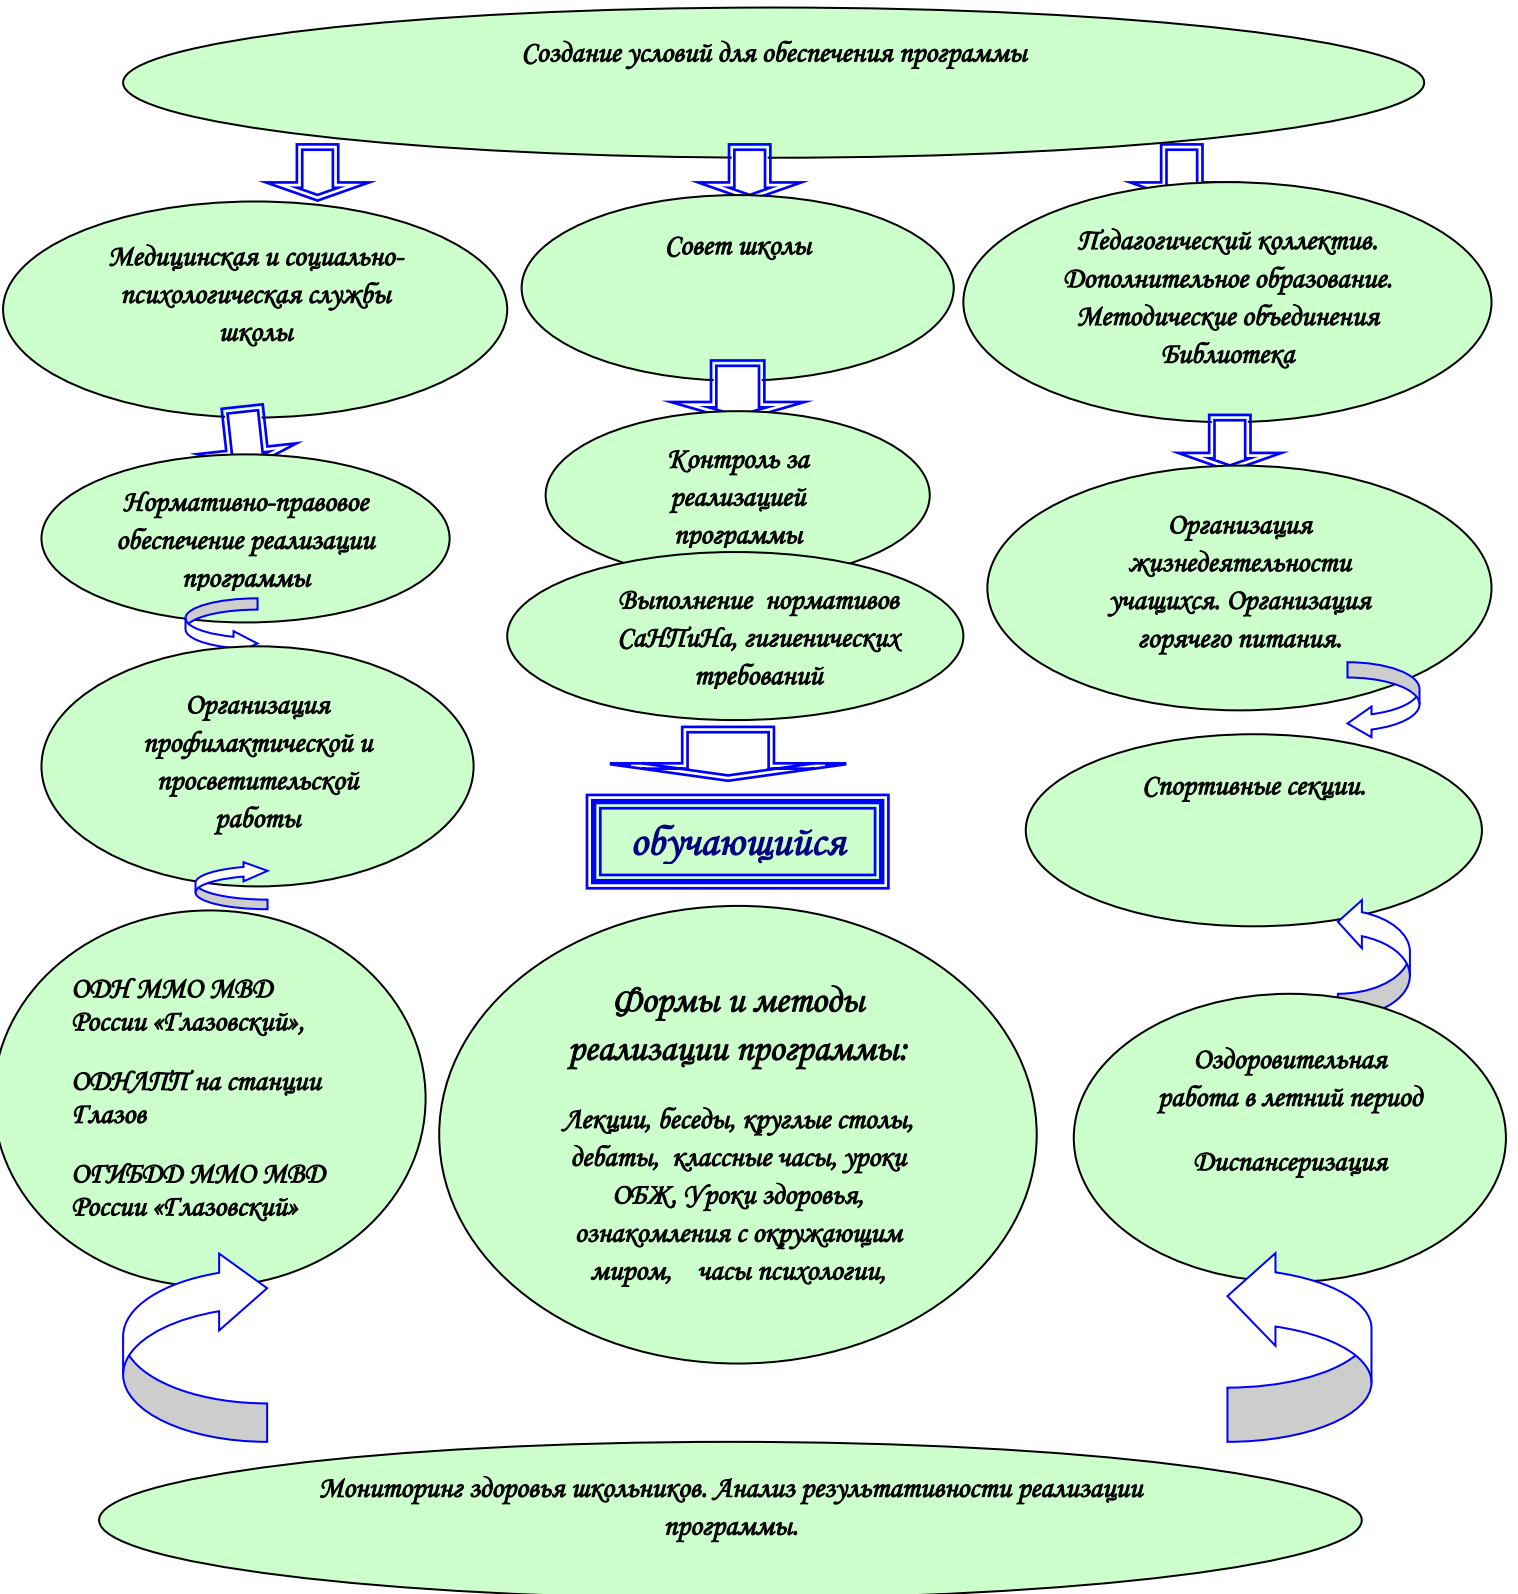 Создание условий для обеспечения программы
Медицинская и социально-
психологическая службы
школы
Совет школы
Педагогический коллектив.
Дополнительное образование.
Методические объединения
Библиотека
Нормативно-правовое
обеспечение реализации
программы
Контроль за
реализацией
программы
Выполнение нормативов
СаНПиНа, гигиенических
требований
Организация
жизнедеятельности
учащихся. Организация
горячего питания.
Организация
профилактической и
просветительской
работы
обучающийся
Спортивные секции.
ОДН ММО МВД
России «Глазовский»,
ОДНЛПП на станции
Глазов
ОГИБДД ММО МВД
России «Глазовский»
Формы и методы
реализации программы:
Лекции, беседы, круглые столы,
дебаты, классные часы, уроки
ОБЖ, Уроки здоровья,
ознакомления с окружающим
миром, часы психологии,
Оздоровительная
работа в летний период
Диспансеризация
Мониторинг здоровья школьников. Анализ результативности реализации
программы.